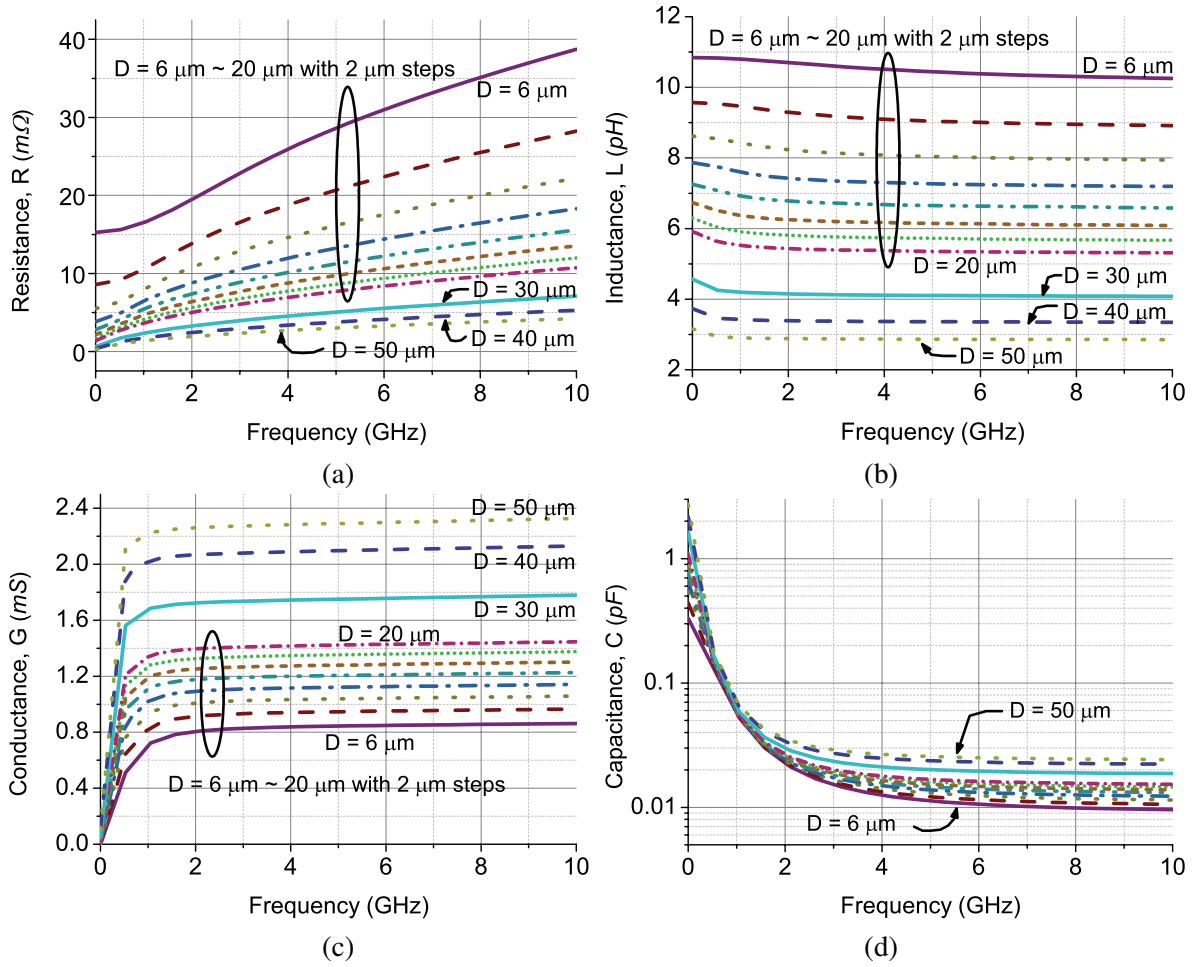 40
30
20
10
0
0 2 4 6 8 10
Resistance, R (mΩ)
Frequency (GHz)
D = 6 μm ~ 20 μm with 2 μm steps
D = 6 μm
D = 30 μm
D = 40 μm
D = 50 μm
(a)
12
10
8
6
4
2
0 2 4 6 8 10
Inductance, L (pH)
Frequency (GHz)
D = 6 μm ~ 20 μm with 2 μm steps
D = 6 μm
D = 20 μm
D = 30 μm
D = 40 μm
D = 50 μm
(b)
2.4
2.0
1.6
1.2
0.8
0.4
0.0
0 2 4 6 8 10
Conductance, G (mS)
Frequency (GHz)
D = 50 μm
D = 40 μm
D = 30 μm
D = 20 μm
D = 6 μm
D = 6 μm ~ 20 μm with 2 μm steps
(c)
1
0.1
0.01
0 2 4 6 8 10
Capacitance, C (pF)
Frequency (GHz)
D = 50 μm
D = 6 μm
(d)